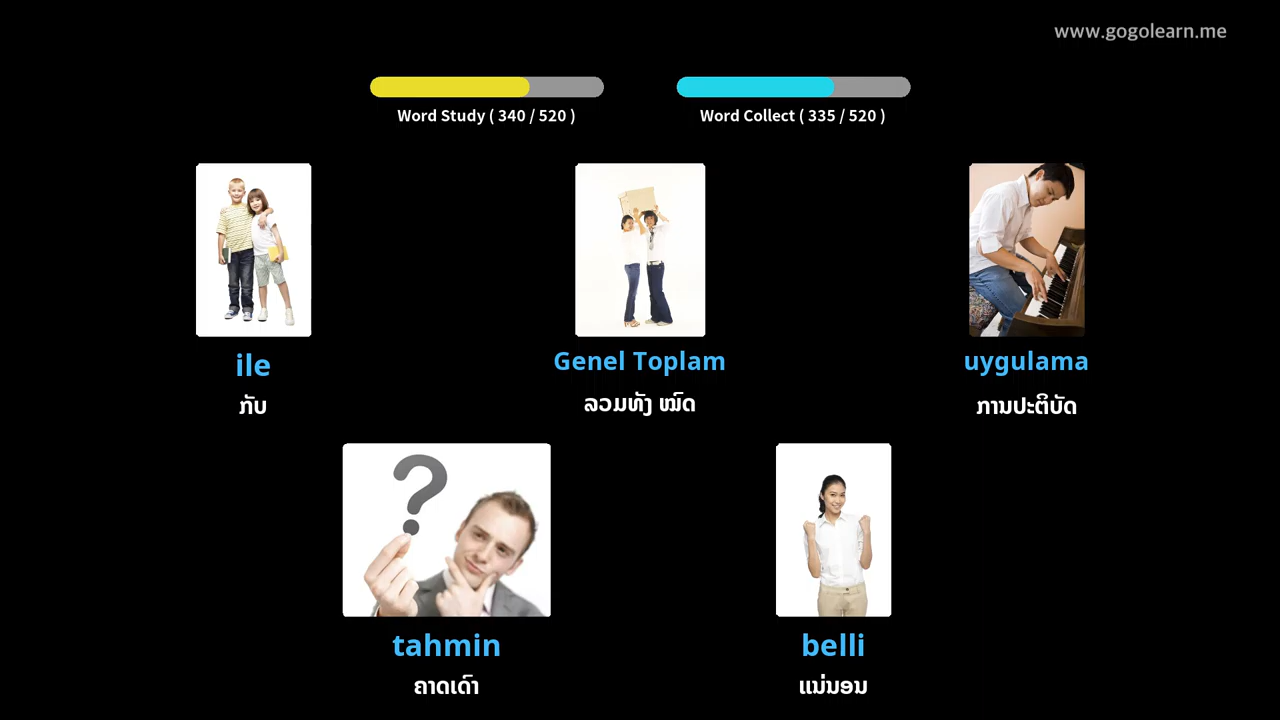 www.gogolearn.me
Word Study ( 340 / 520 )
Word Collect ( 335 / 520 )
ile
ກັບ
Genel Toplam
ລວມທັງ ໝົດ
uygulama
ການປະຕິບັດ
tahmin
ຄາດເດົາ
belli
ແນ່ນອນ